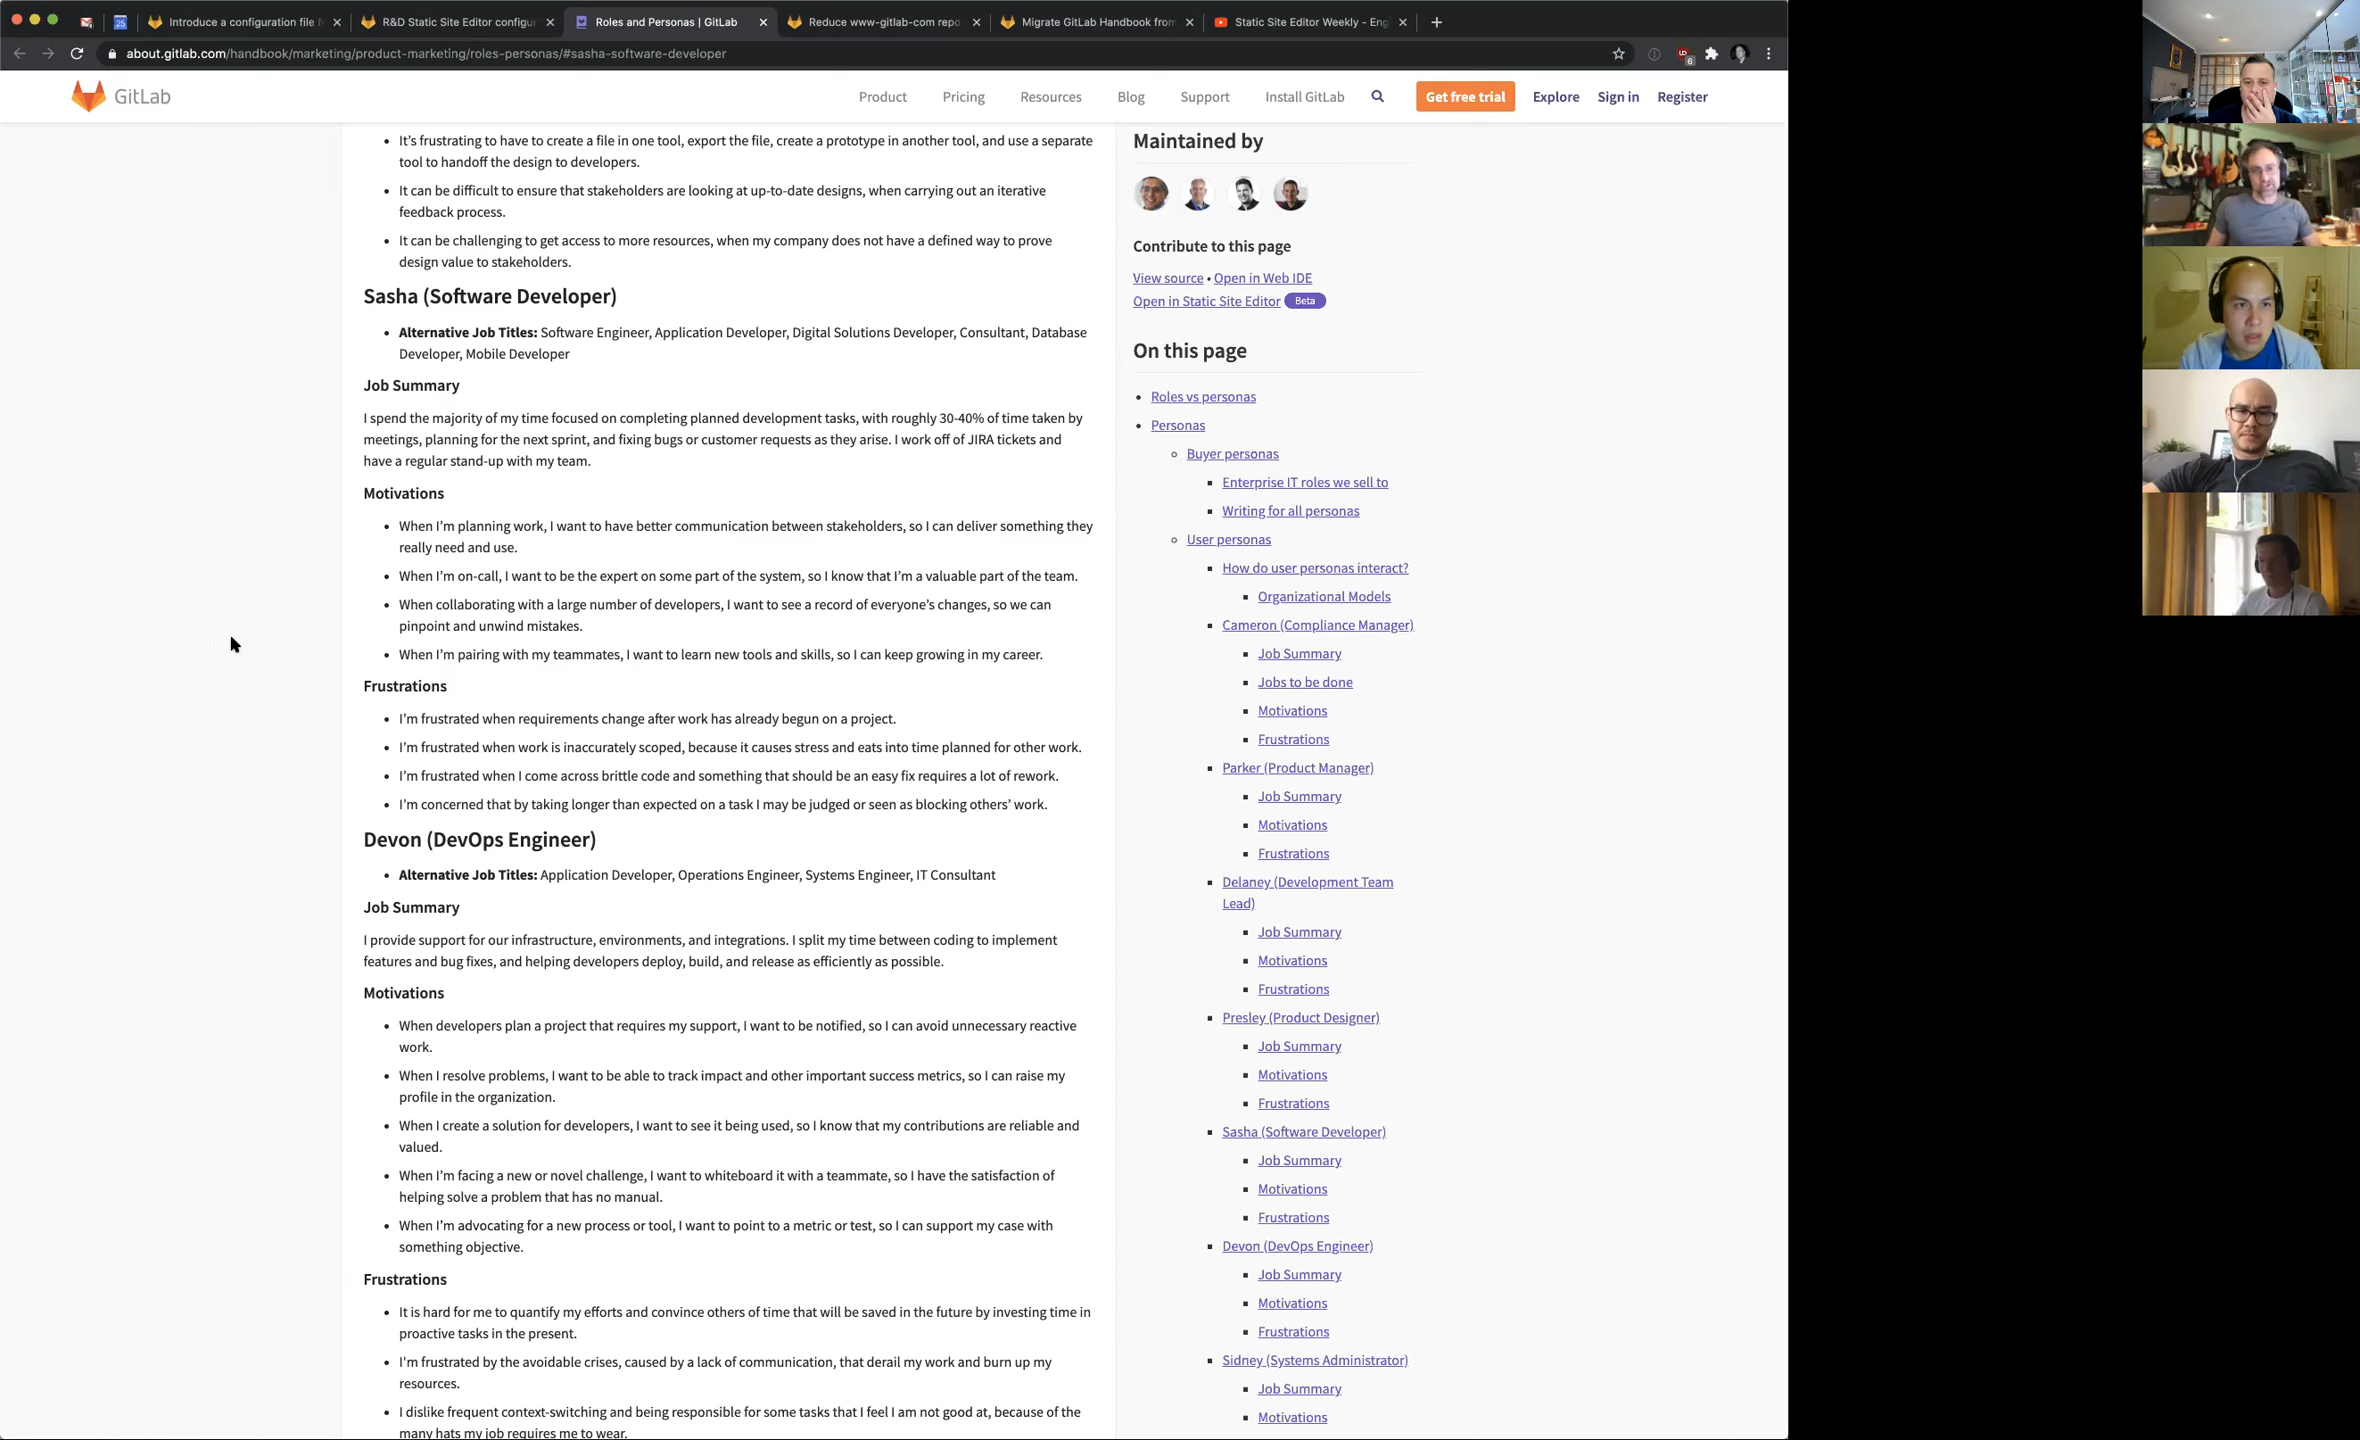 Introduce a configuration file f
R&D Static Site Editor configur
Roles and Personas | GitLab
Reduce www-gitlab-com repo
Migrate GitLab Handbook from
Static Site Editor Weekly - Eng
25
about.gitlab.com/handbook/marketing/product-marketing/roles-personas/#sasha-software-developer
6
GitLab
Product
Pricing
Resources
Blog
Support
Install GitLab
Get free trial
Explore
Sign in
Register
It’s frustrating to have to create a file in one tool, export the file, create a prototype in another tool, and use a separate
tool to handoff the design to developers.
It can be difficult to ensure that stakeholders are looking at up-to-date designs, when carrying out an iterative
feedback process.
It can be challenging to get access to more resources, when my company does not have a defined way to prove
design value to stakeholders.
Sasha (Software Developer)
Alternative Job Titles: Software Engineer, Application Developer, Digital Solutions Developer, Consultant, Database
Developer, Mobile Developer
Job Summary
I spend the majority of my time focused on completing planned development tasks, with roughly 30-40% of time taken by
meetings, planning for the next sprint, and fixing bugs or customer requests as they arise. I work off of JIRA tickets and
have a regular stand-up with my team.
Motivations
When I’m planning work, I want to have better communication between stakeholders, so I can deliver something they
really need and use.
When I’m on-call, I want to be the expert on some part of the system, so I know that I’m a valuable part of the team.
When collaborating with a large number of developers, I want to see a record of everyone’s changes, so we can
pinpoint and unwind mistakes.
When I’m pairing with my teammates, I want to learn new tools and skills, so I can keep growing in my career.
Frustrations
I’m frustrated when requirements change after work has already begun on a project.
I’m frustrated when work is inaccurately scoped, because it causes stress and eats into time planned for other work.
I’m frustrated when I come across brittle code and something that should be an easy fix requires a lot of rework.
I’m concerned that by taking longer than expected on a task I may be judged or seen as blocking others’ work.
Devon (DevOps Engineer)
Alternative Job Titles: Application Developer, Operations Engineer, Systems Engineer, IT Consultant
Job Summary
I provide support for our infrastructure, environments, and integrations. I split my time between coding to implement
features and bug fixes, and helping developers deploy, build, and release as efficiently as possible.
Motivations
When developers plan a project that requires my support, I want to be notified, so I can avoid unnecessary reactive
work.
When I resolve problems, I want to be able to track impact and other important success metrics, so I can raise my
profile in the organization.
When I create a solution for developers, I want to see it being used, so I know that my contributions are reliable and
valued.
When I’m facing a new or novel challenge, I want to whiteboard it with a teammate, so I have the satisfaction of
helping solve a problem that has no manual.
When I’m advocating for a new process or tool, I want to point to a metric or test, so I can support my case with
something objective.
Frustrations
It is hard for me to quantify my efforts and convince others of time that will be saved in the future by investing time in
proactive tasks in the present.
I'm frustrated by the avoidable crises, caused by a lack of communication, that derail my work and burn up my
resources.
I dislike frequent context-switching and being responsible for some tasks that I feel I am not good at, because of the
many hats my job requires me to wear.
Maintained by
Contribute to this page
View source • Open in Web IDE
Open in Static Site Editor Beta
On this page
Roles vs personas
Personas
Buyer personas
Enterprise IT roles we sell to
Writing for all personas
User personas
How do user personas interact?
Organizational Models
Cameron (Compliance Manager)
Job Summary
Jobs to be done
Motivations
Frustrations
Parker (Product Manager)
Job Summary
Motivations
Frustrations
Delaney (Development Team
Lead)
Job Summary
Motivations
Frustrations
Presley (Product Designer)
Job Summary
Motivations
Frustrations
Sasha (Software Developer)
Job Summary
Motivations
Frustrations
Devon (DevOps Engineer)
Job Summary
Motivations
Frustrations
Sidney (Systems Administrator)
Job Summary
Motivations